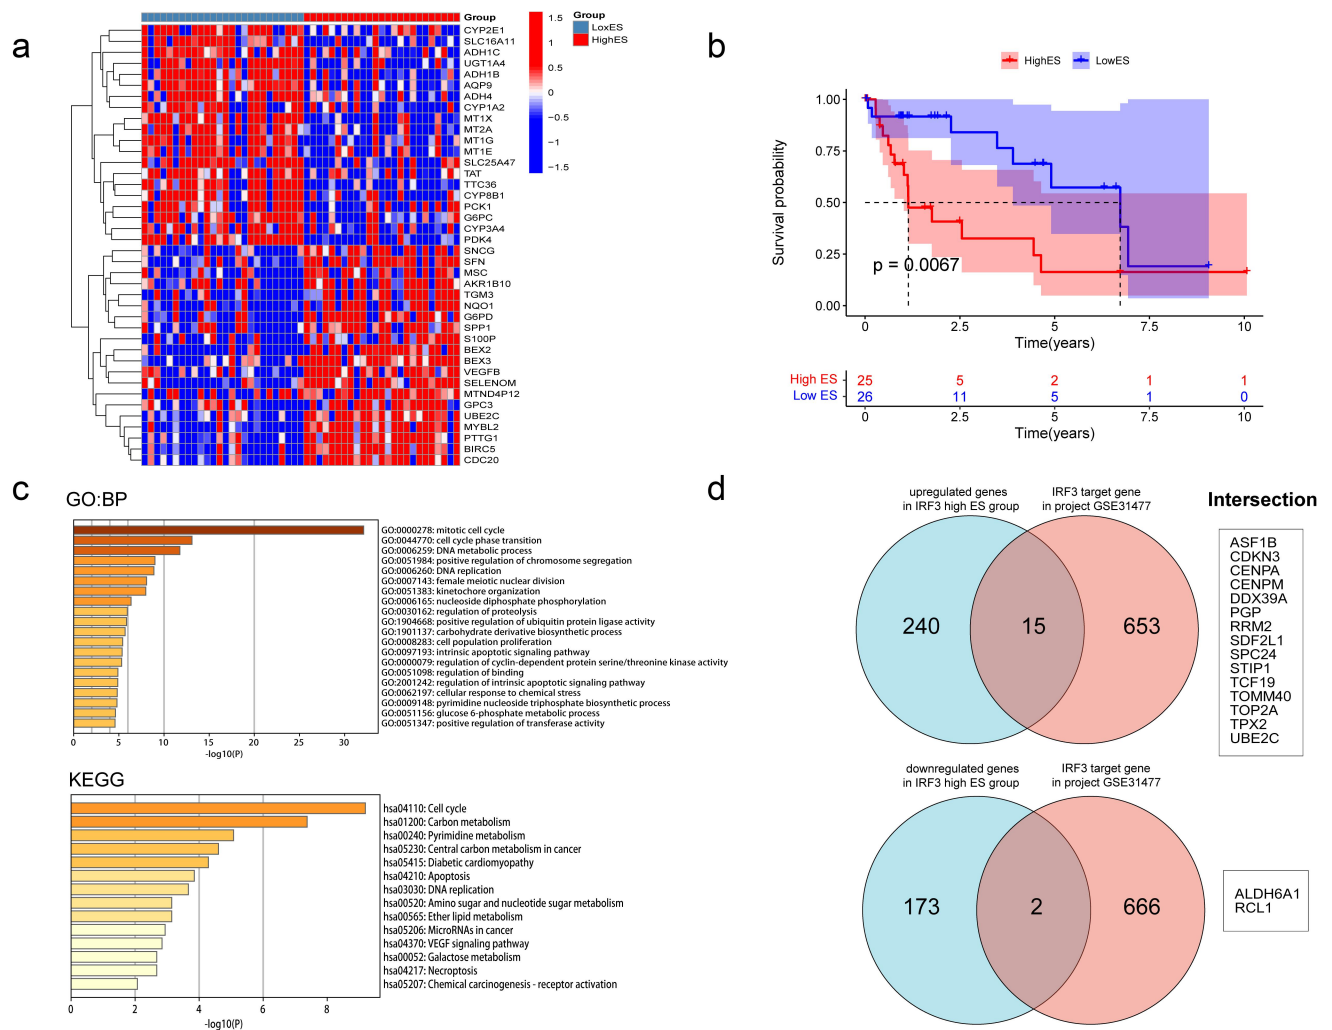 a
Group
CYP2E1
SLC16A11
ADH1C
UGT1A4
ADH1B
AQP9
ADH4
CYP1A2
MT1X
MT2A
MT1G
MT1E
SLC25A47
TAT
TTC36
CYP8B1
PCK1
G6PC
CYP3A4
PDK4
SNCG
SFN
MSC
AKR1B10
TGM3
NQO1
G6PD
SPP1
S100P
BEX2
BEX3
VEGFB
SELENOM
MTND4P12
GPC3
UBE2C
MYBL2
PTTG1
BIRC5
CDC20
1.5
1
0.5
0
−0.5
−1
−1.5
Group
LoxES
HighES
b
HighES
LowES
Survival probability
1.00
0.75
0.50
0.25
0.00
p = 0.0067
0
2.5
5
7.5
10
Time(years)
High ES
25
5
2
1
1
Low ES
26
11
5
1
0
0
2.5
5
7.5
10
Time(years)
c
GO:BP
GO:0000278: mitotic cell cycle
GO:0044770: cell cycle phase transition
GO:0006259: DNA metabolic process
GO:0051984: positive regulation of chromosome segregation
GO:0006260: DNA replication
GO:0007143: female meiotic nuclear division
GO:0051383: kinetochore organization
GO:0006165: nucleoside diphosphate phosphorylation
GO:0030162: regulation of proteolysis
GO:1904668: positive regulation of ubiquitin protein ligase activity
GO:1901137: carbohydrate derivative biosynthetic process
GO:0008283: cell population proliferation
GO:0097193: intrinsic apoptotic signaling pathway
GO:0000079: regulation of cyclin-dependent protein serine/threonine kinase activity
GO:0051098: regulation of binding
GO:2001242: regulation of intrinsic apoptotic signaling pathway
GO:0062197: cellular response to chemical stress
GO:0009148: pyrimidine nucleoside triphosphate biosynthetic process
GO:0051156: glucose 6-phosphate metabolic process
GO:0051347: positive regulation of transferase activity
0
5
10
15
20
25
30
-log10(P)
KEGG
hsa04110: Cell cycle
hsa01200: Carbon metabolism
hsa00240: Pyrimidine metabolism
hsa05230: Central carbon metabolism in cancer
hsa05415: Diabetic cardiomyopathy
hsa04210: Apoptosis
hsa03030: DNA replication
hsa00520: Amino sugar and nucleotide sugar metabolism
hsa00565: Ether lipid metabolism
hsa05206: MicroRNAs in cancer
hsa04370: VEGF signaling pathway
hsa00052: Galactose metabolism
hsa04217: Necroptosis
hsa05207: Chemical carcinogenesis - receptor activation
0
2
4
6
8
-log10(P)
d
upregulated genes
in IRF3 high ES group
IRF3 target gene
in project GSE31477
240
15
653
Intersection
ASF1B
CDKN3
CENPA
CENPM
DDX39A
PGP
RRM2
SDF2L1
SPC24
STIP1
TCF19
TOMM40
TOP2A
TPX2
UBE2C
downregulated genes
in IRF3 high ES group
IRF3 target gene
in project GSE31477
173
2
666
ALDH6A1
RCL1